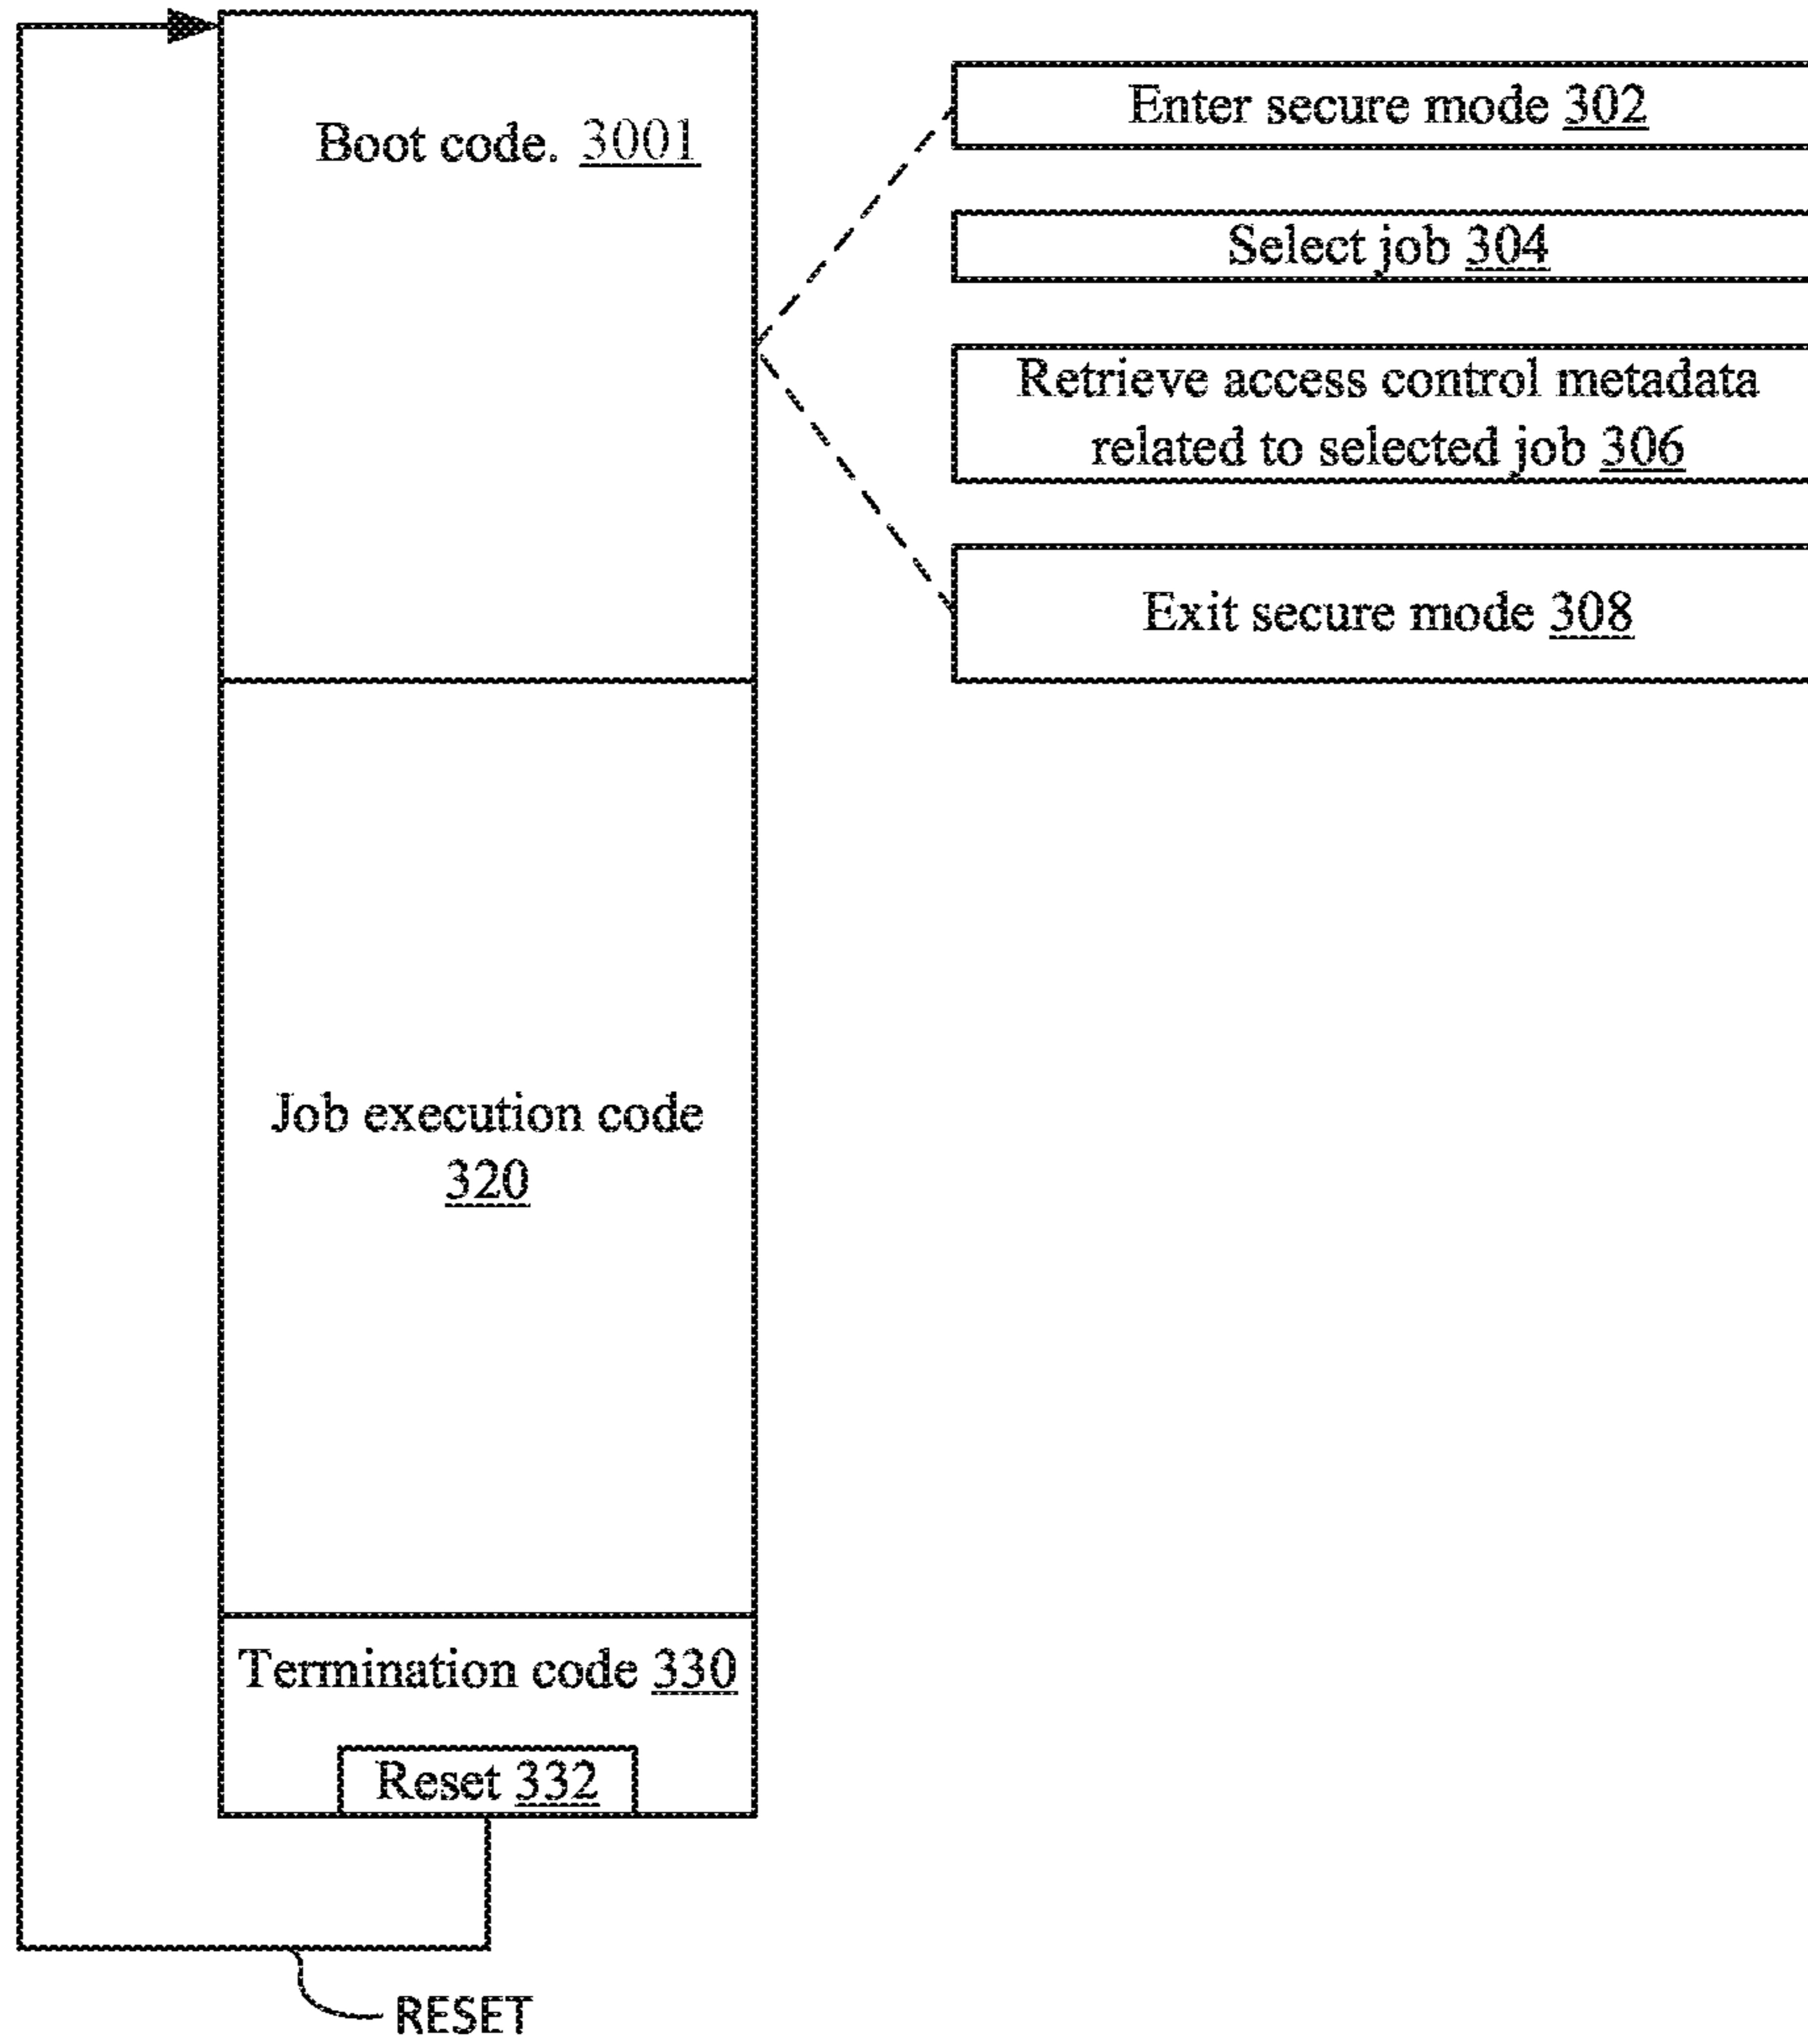 Boot code. 3001
Enter secure mode 302
Select job 304
Retrieve access control metadata
related to selected job 306
Exit secure mode 308
Job execution code
320
Termination code 330
Reset 332
RESET